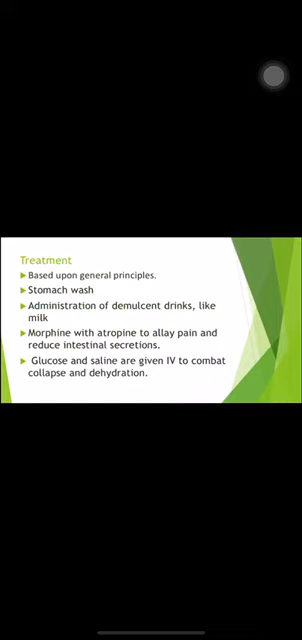 Treatment
Based upon general principles.
Stomach wash
Administration of demulcent drinks, like
milk
Morphine with atropine to allay pain and
reduce intestinal secretions.
Glucose and saline are given IV to combat
collapse and dehydration.